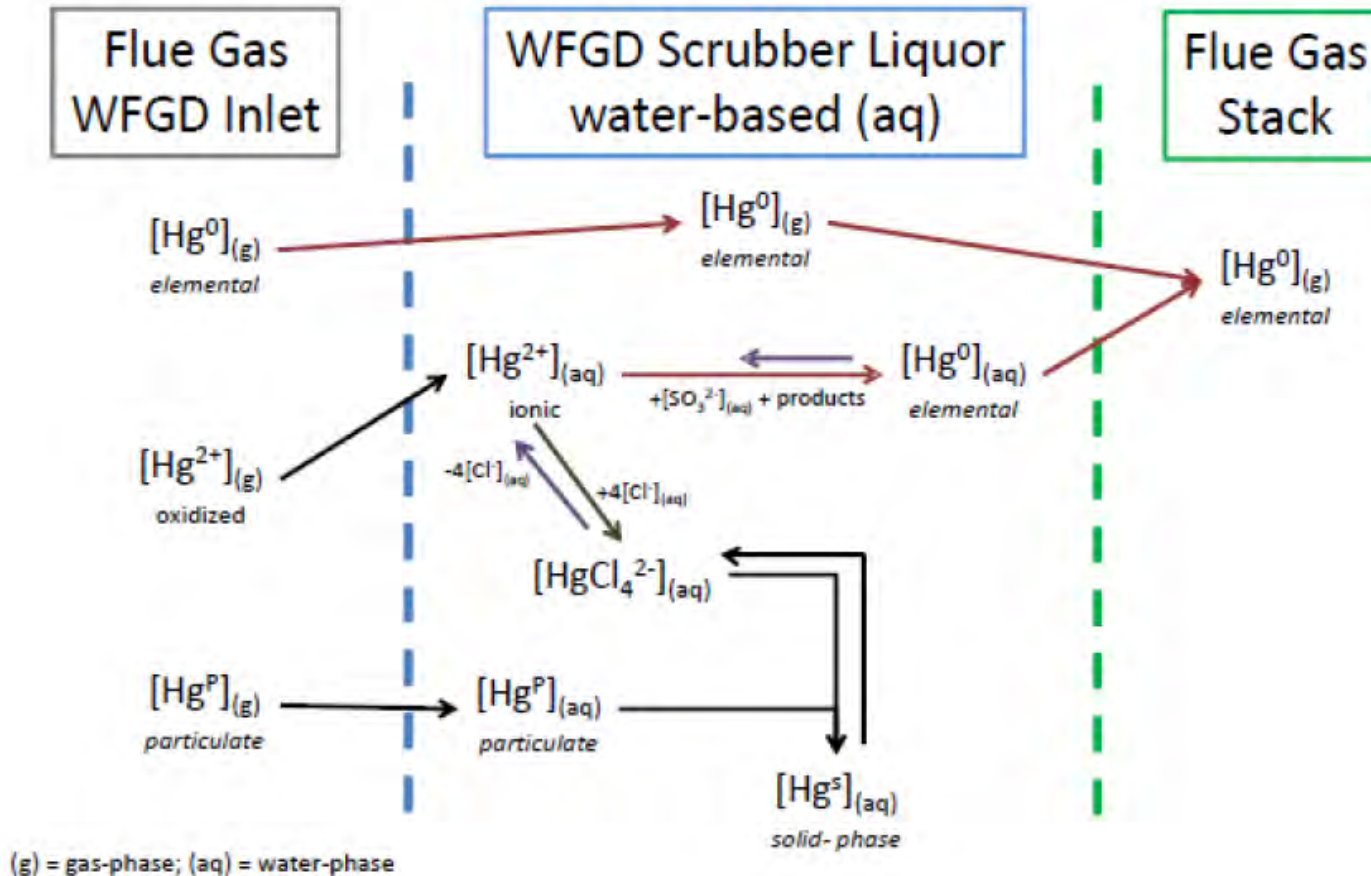 Flue Gas
WFGD Inlet
WFGD Scrubber Liquor
water-based (aq)
Flue Gas
Stack
[Hg⁰](g)
elemental
[Hg⁰](g)
elemental
[Hg⁰](g)
elemental
[Hg²⁺](aq)
ionic
+[SO₃²⁻](aq) + products
[Hg⁰](aq)
elemental
[Hg²⁺](g)
oxidized
-4[Cl⁻](aq)
+4[Cl⁻](aq)
[HgCl₄²⁻](aq)
[Hgᴾ](g)
particulate
[Hgᴾ](aq)
particulate
[Hgˢ](aq)
solid- phase
(g) = gas-phase; (aq) = water-phase